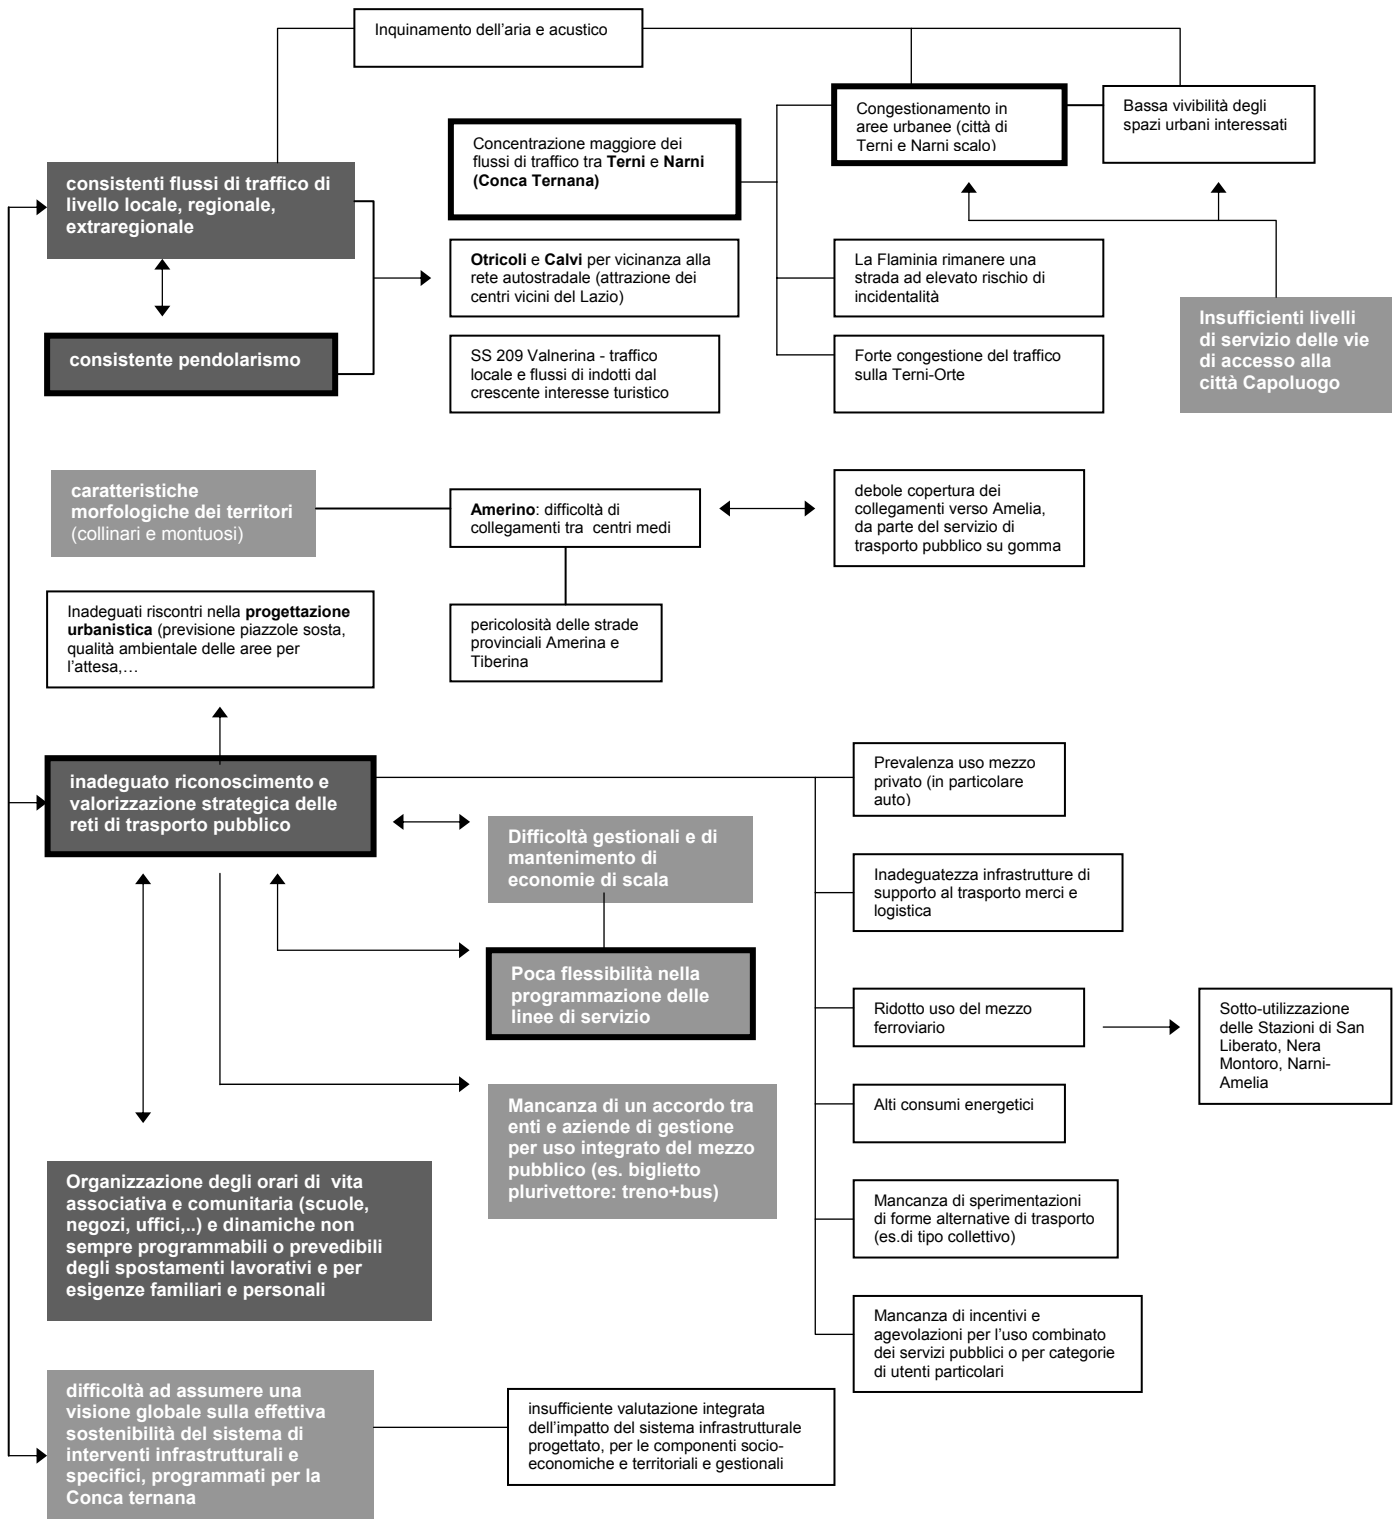 Inquinamento dell'aria e acustico
Congestionamento in
aree urbanee (città di
Terni e Narni scalo)
Bassa vivibilità degli
spazi urbani interessati
Concentrazione maggiore dei
flussi di traffico tra Terni e Narni
(Conca Ternana)
consistenti flussi di traffico di
livello locale, regionale,
extraregionale
Otricoli e Calvi per vicinanza alla
rete autostradale (attrazione dei
centri vicini del Lazio)
La Flaminia rimanere una
strada ad elevato rischio di
incidentalità
Insufficienti livelli
di servizio delle vie
di accesso alla
città Capoluogo
consistente pendolarismo
SS 209 Valnerina - traffico
locale e flussi di indotti dal
crescente interesse turistico
Forte congestione del traffico
sulla Terni-Orte
caratteristiche
morfologiche dei territori
(collinari e montuosi)
Amerino: difficoltà di
collegamenti tra  centri medi
debole copertura dei
collegamenti verso Amelia,
da parte del servizio di
trasporto pubblico su gomma
Inadeguati riscontri nella progettazione
urbanistica (previsione piazzole sosta,
qualità ambientale delle aree per
l'attesa,…
pericolosità delle strade
provinciali Amerina e
Tiberina
inadeguato riconoscimento e
valorizzazione strategica delle
reti di trasporto pubblico
Prevalenza uso mezzo
privato (in particolare
auto)
Difficoltà gestionali e di
mantenimento di
economie di scala
Inadeguatezza infrastrutture di
supporto al trasporto merci e
logistica
Poca flessibilità nella
programmazione delle
linee di servizio
Ridotto uso del mezzo
ferroviario
Sotto-utilizzazione
delle Stazioni di San
Liberato, Nera
Montoro, Narni-
Amelia
Mancanza di un accordo tra
enti e aziende di gestione
per uso integrato del mezzo
pubblico (es. biglietto
plurivettore: treno+bus)
Alti consumi energetici
Organizzazione degli orari di  vita
associativa e comunitaria (scuole,
negozi, uffici,..) e dinamiche non
sempre programmabili o prevedibili
degli spostamenti lavorativi e per
esigenze familiari e personali
Mancanza di sperimentazioni
di forme alternative di trasporto
(es.di tipo collettivo)
Mancanza di incentivi e
agevolazioni per l'uso combinato
dei servizi pubblici o per categorie
di utenti particolari
difficoltà ad assumere una
visione globale sulla effettiva
sostenibilità del sistema di
interventi infrastrutturali e
specifici, programmati per la
Conca ternana
insufficiente valutazione integrata
dell'impatto del sistema infrastrutturale
progettato, per le componenti socio-
economiche e territoriali e gestionali